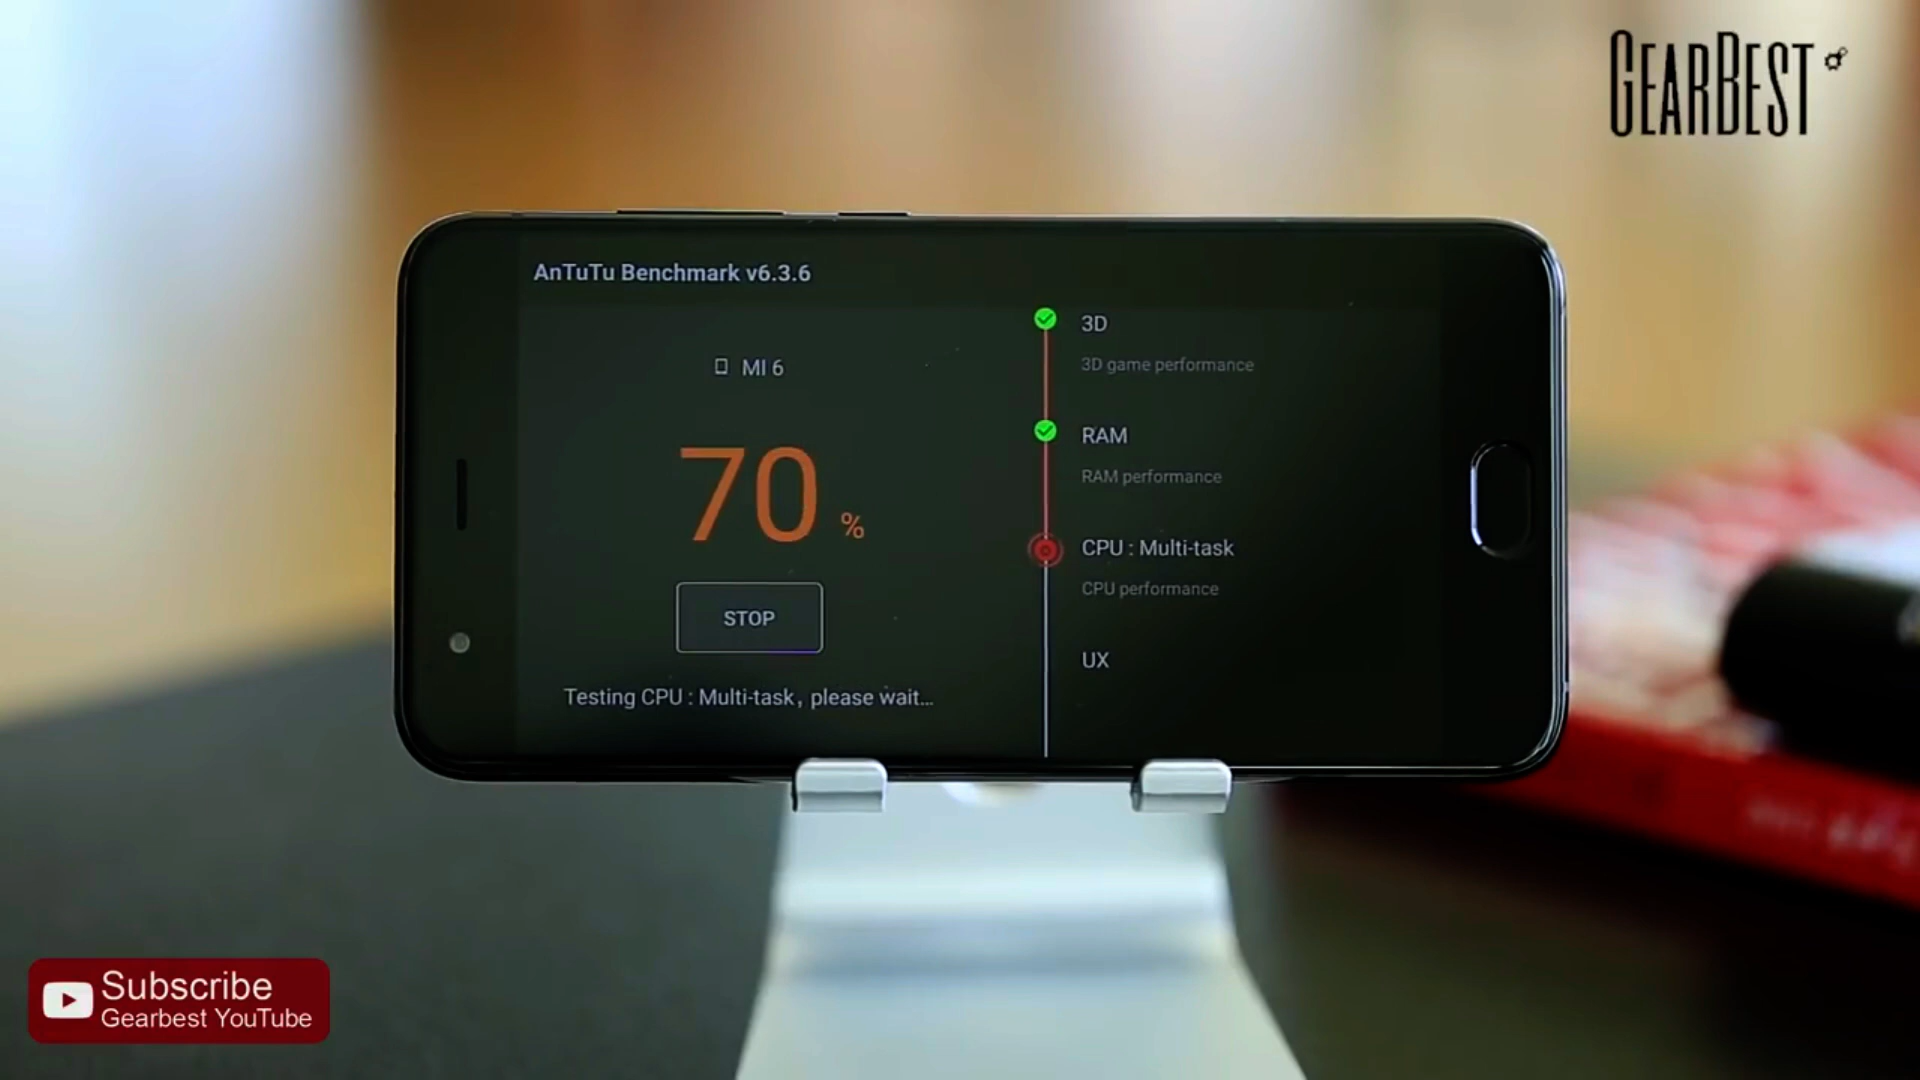 GEARBEST
AnTuTu Benchmark v6.3.6
MI 6
70 %
STOP
Testing CPU : Multi-task, please wait...
3D
3D game performance
RAM
RAM performance
CPU : Multi-task
CPU performance
UX
Subscribe
Gearbest YouTube